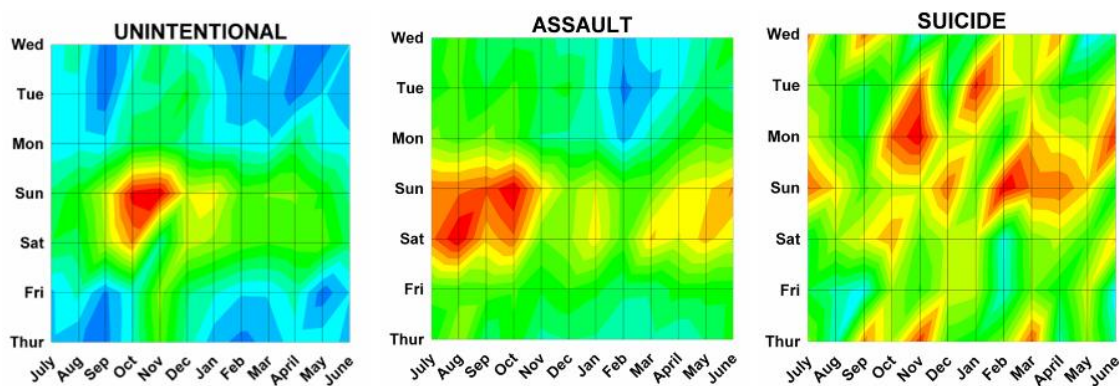 UNINTENTIONAL
Wed
Tue
Mon
Sun
Sat
Fri
Thur
July
Aug
Sep
Oct
Nov
Dec
Jan
Feb
Mar
April
May
June
ASSAULT
Wed
Tue
Mon
Sun
Sat
Fri
Thur
July
Aug
Sep
Oct
Nov
Dec
Jan
Feb
Mar
April
May
June
SUICIDE
Wed
Tue
Mon
Sun
Sat
Fri
Thur
July
Aug
Sep
Oct
Nov
Dec
Jan
Feb
Mar
April
May
June